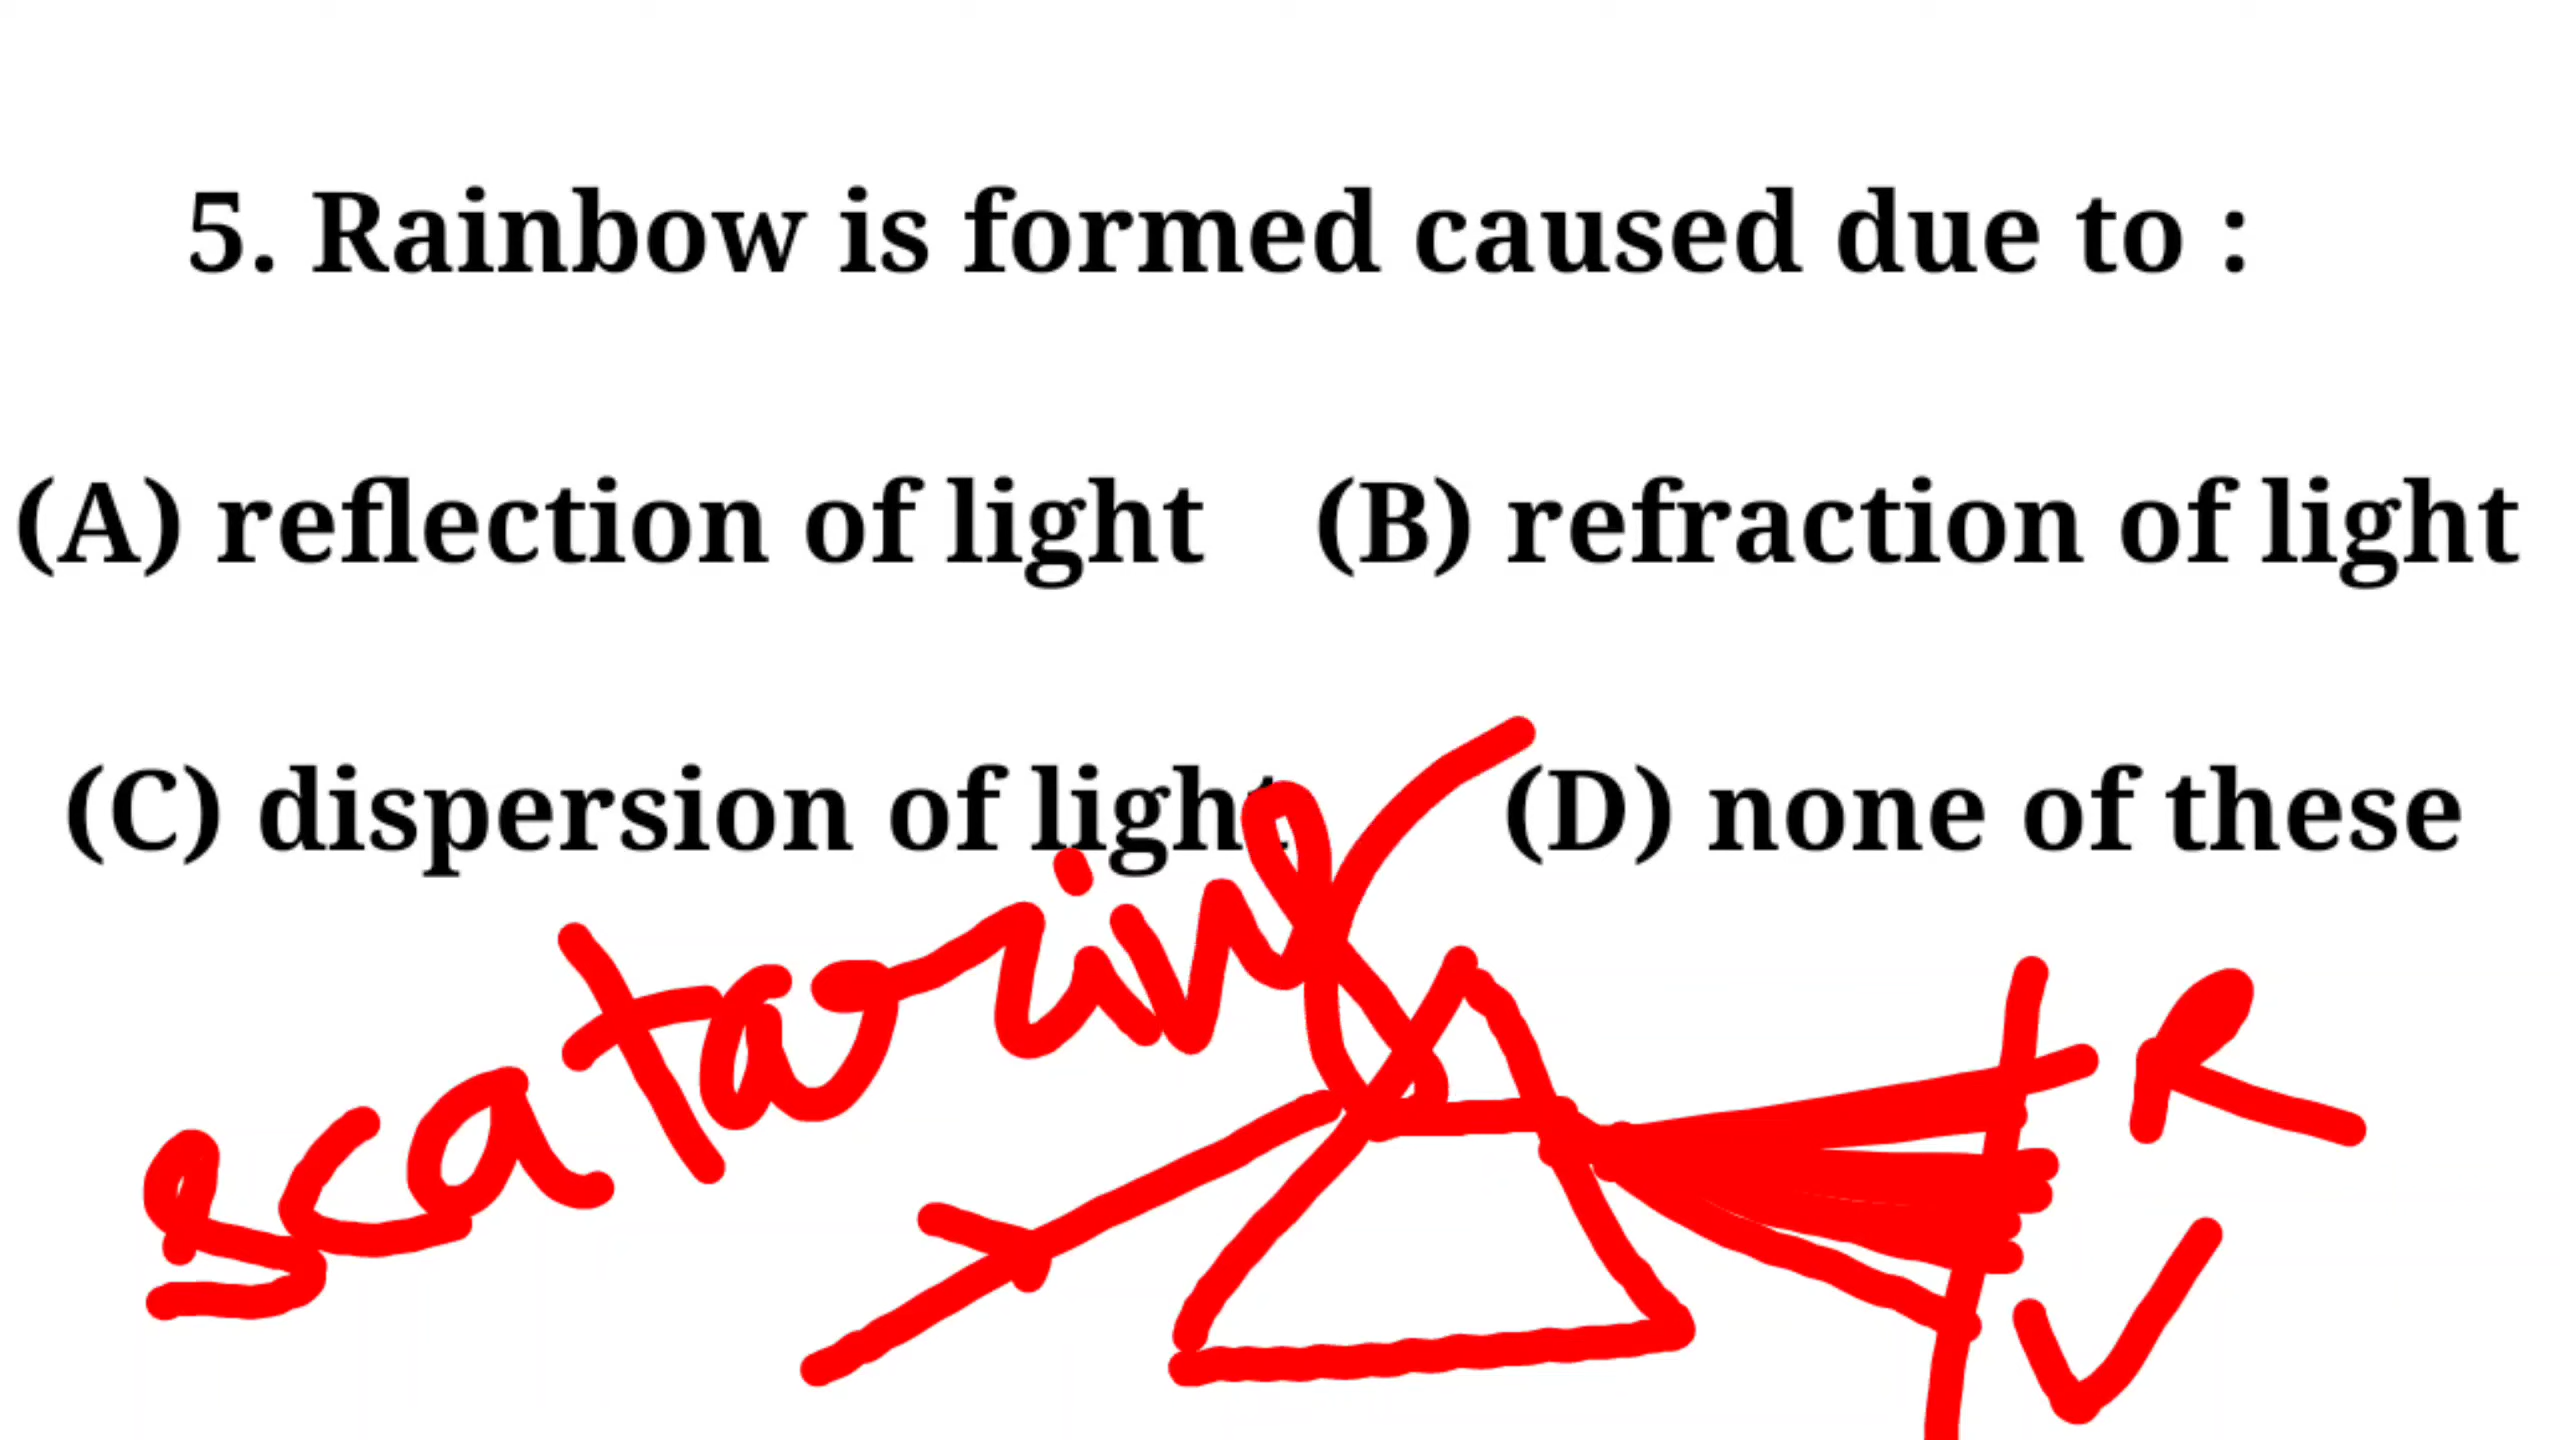 5. Rainbow is formed caused due to :
(A) reflection of light (B) refraction of light
(C) dispersion of light (D) none of these
scataring
R
V